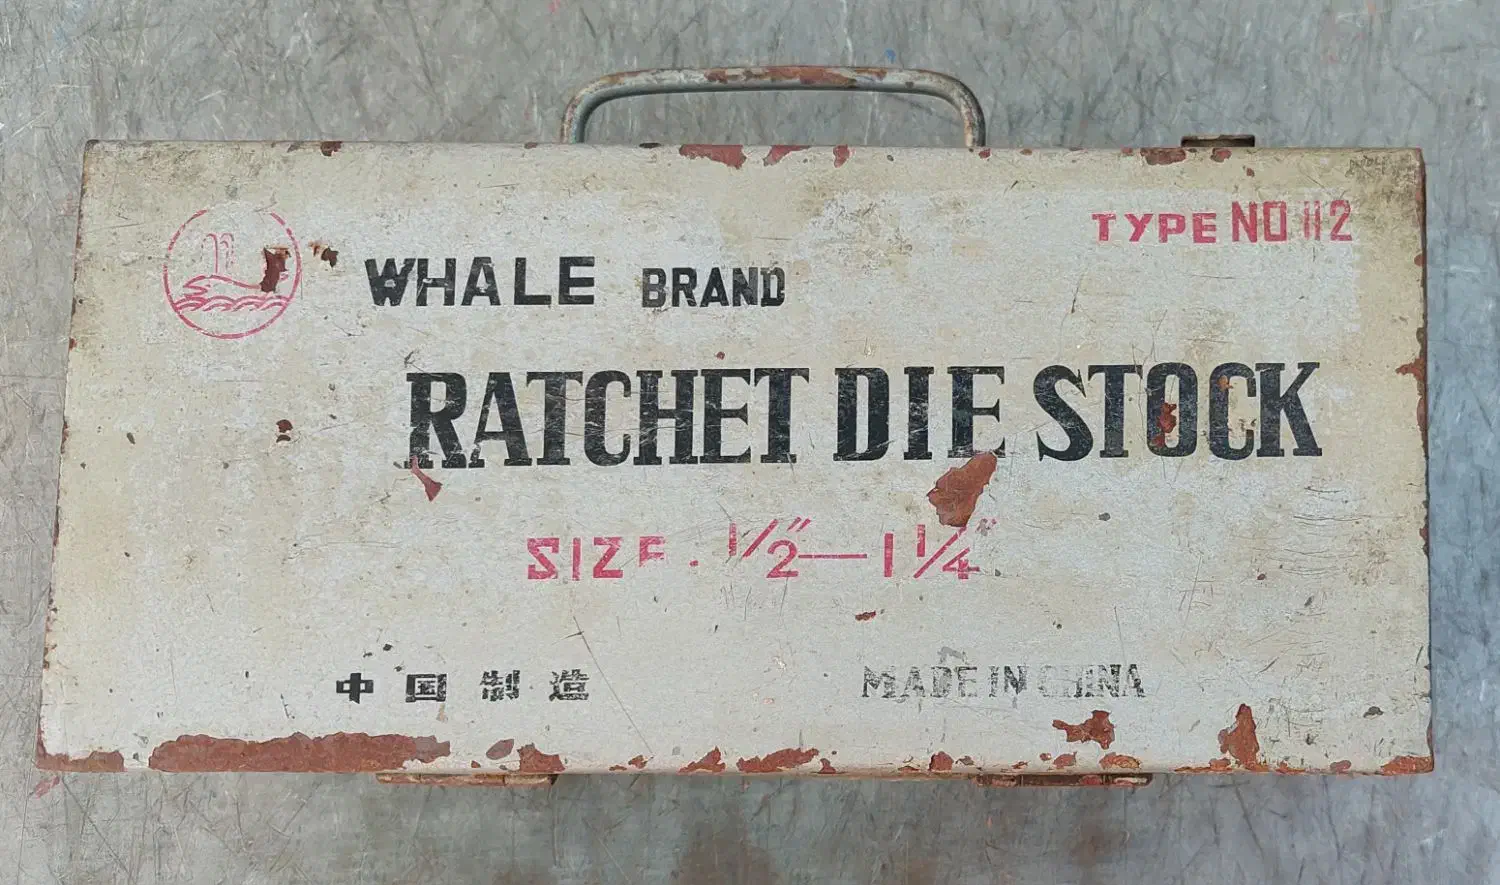 TYPE NO 112
WHALE BRAND
RATCHET DIE STOCK
SIZE. 1/2"—1 1/4"
中国制造 MADE IN CHINA